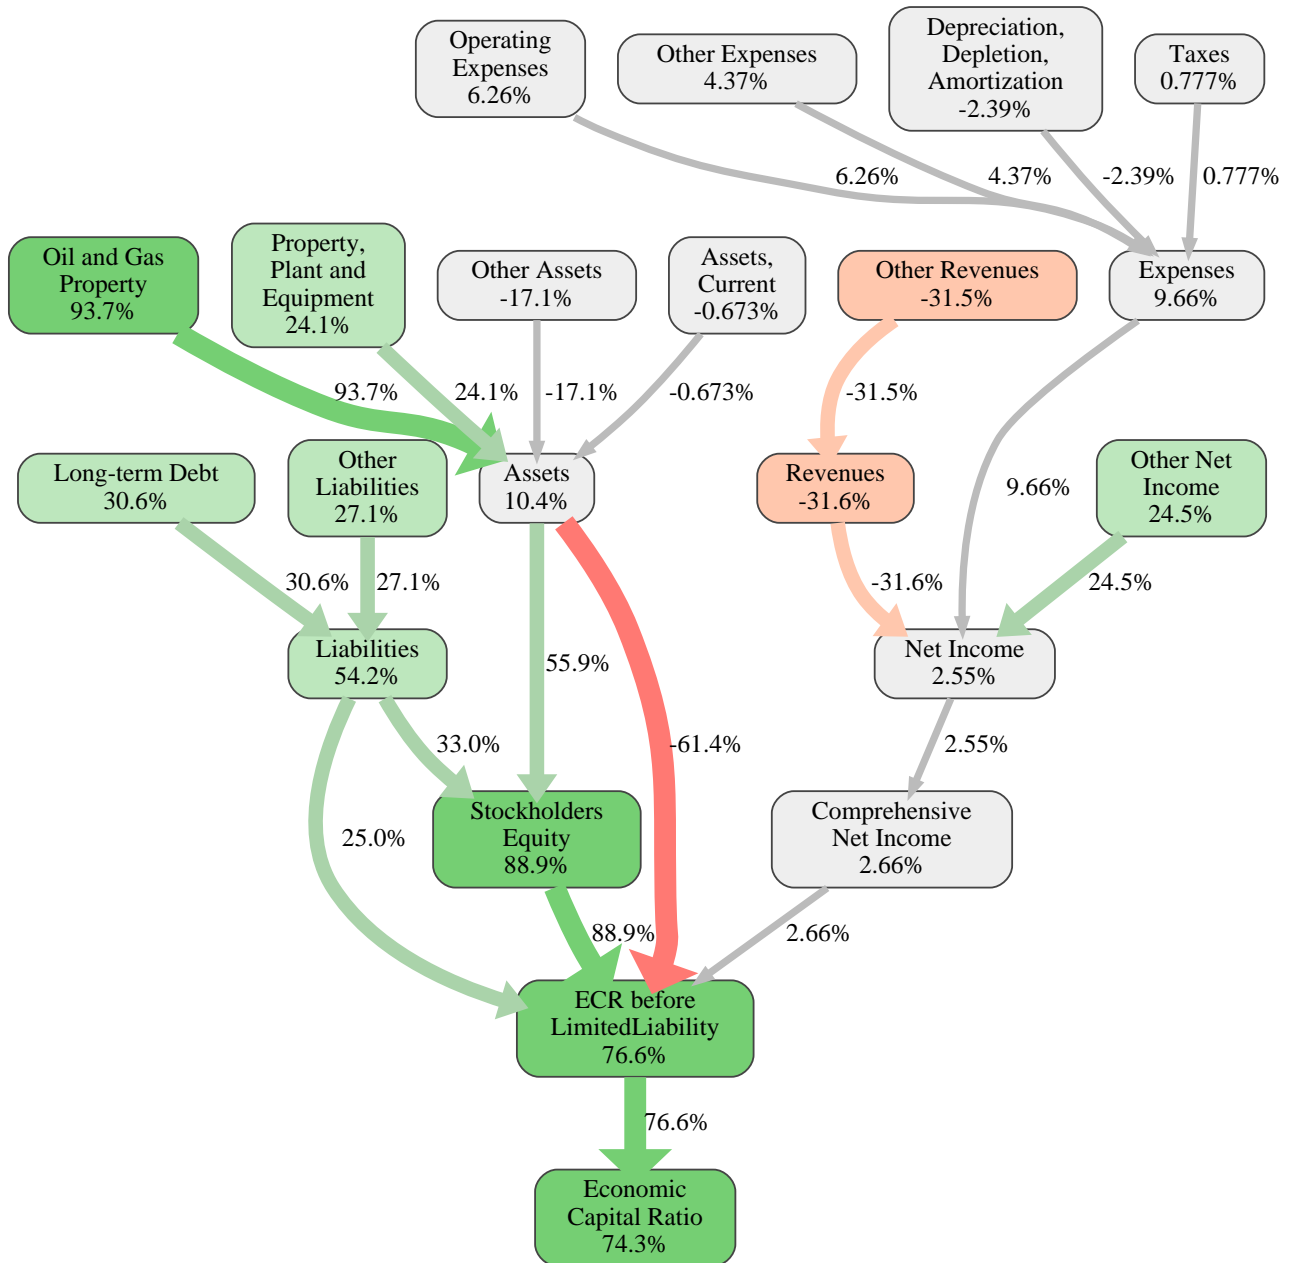 Operating
Expenses
6.26%
Other Expenses
4.37%
Depreciation,
Depletion,
Amortization
-2.39%
Taxes
0.777%
6.26%
4.37%
-2.39%
0.777%
Oil and Gas
Property
93.7%
Property,
Plant and
Equipment
24.1%
Other Assets
-17.1%
Assets,
Current
-0.673%
Other Revenues
-31.5%
Expenses
9.66%
93.7%
24.1%
-17.1%
-0.673%
-31.5%
9.66%
Long-term Debt
30.6%
Other
Liabilities
27.1%
Assets
10.4%
Revenues
-31.6%
Other Net
Income
24.5%
30.6%
27.1%
55.9%
-61.4%
-31.6%
24.5%
Liabilities
54.2%
Net Income
2.55%
33.0%
25.0%
2.55%
Stockholders
Equity
88.9%
Comprehensive
Net Income
2.66%
88.9%
2.66%
ECR before
LimitedLiability
76.6%
76.6%
Economic
Capital Ratio
74.3%